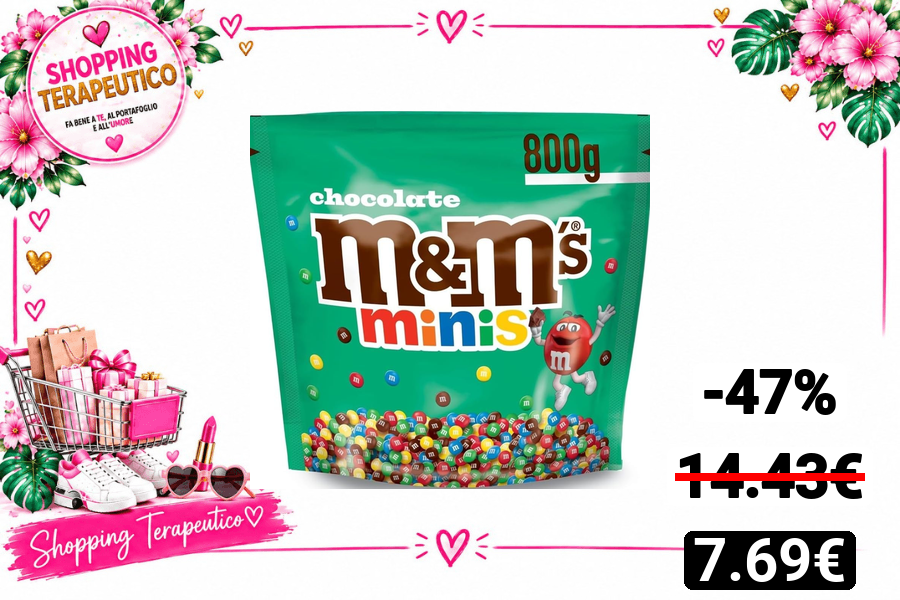 SHOPPING
TERAPEUTICO
FA BENE A TE, AL PORTAFOGLIO
E ALL'UMORE
800g
chocolate
m&m's®
minis
m
-47%
14.43€
7.69€
Shopping Terapeutico